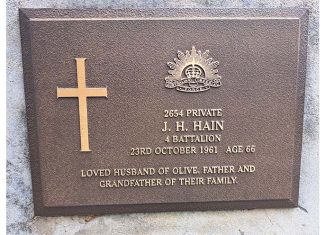 2654 PRIVATE
J. H. HAIN
4 BATTALION
23RD OCTOBER 1961 AGE 66
LOVED HUSBAND OF OLIVE. FATHER AND
GRANDFATHER OF THEIR FAMILY.